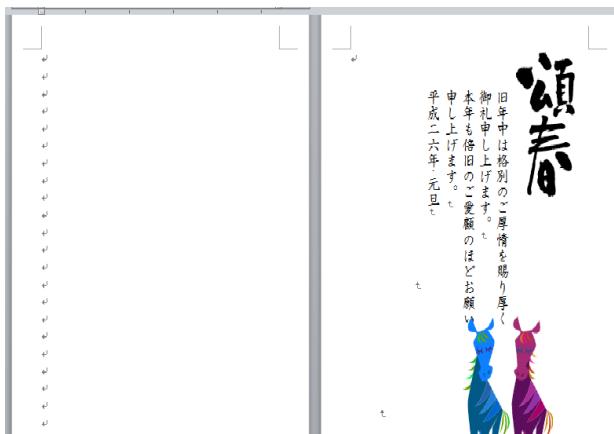 頌春
旧年中は格別のご厚情を賜り厚く
御礼申し上げます。
本年も倍旧のご愛顧のほどお願い
申し上げます。
平成二六年 元旦